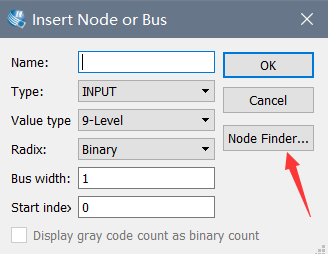 Insert Node or Bus
Name:
OK
Type: INPUT
Cancel
Value type 9-Level
Node Finder...
Radix: Binary
Bus width: 1
Start index 0
Display gray code count as binary count